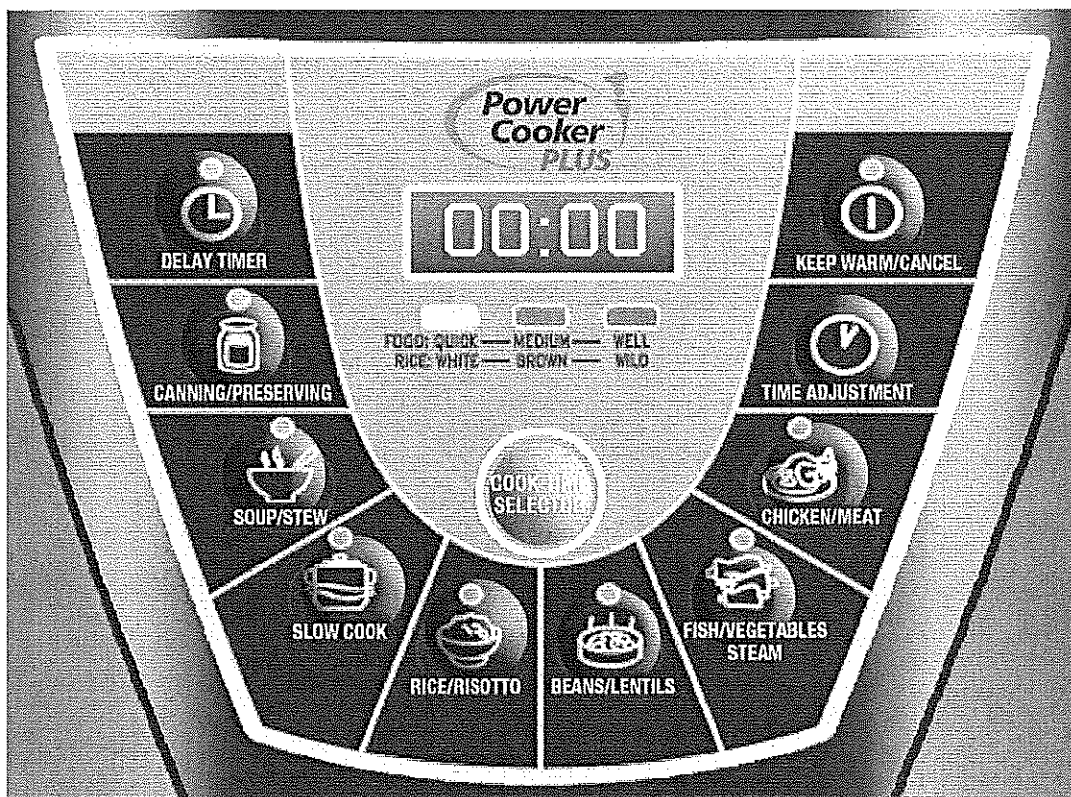 Power
Cooker
PLUS
00:00
DELAY TIMER
KEEP WARM/CANCEL
FOOD: QUICK — MEDIUM — WELL
RICE: WHITE — BROWN — WILD
CANNING/PRESERVING
TIME ADJUSTMENT
COOK TIME
SELECTOR
SOUP/STEW
CHICKEN/MEAT
SLOW COOK
FISH/VEGETABLES
STEAM
RICE/RISOTTO
BEANS/LENTILS